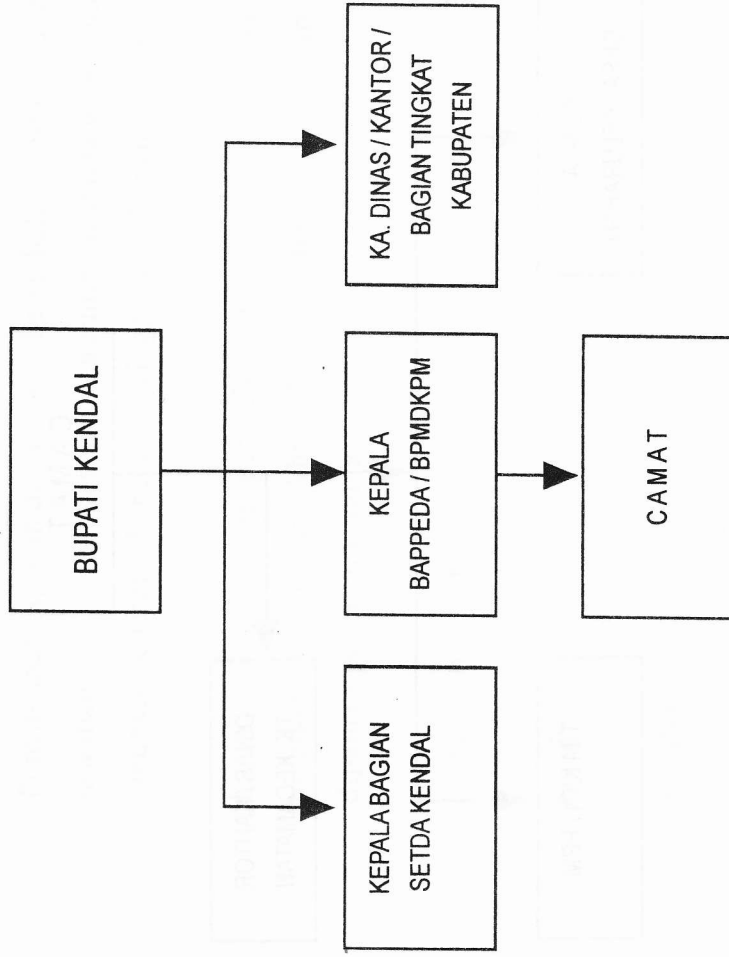 BUPATI KENDAL
KEPALA BAGIAN
SETDA KENDAL
KEPALA
BAPPEDA / BPMDKPM
KA. DINAS / KANTOR /
BAGIAN TINGKAT
KABUPATEN
CAMAT